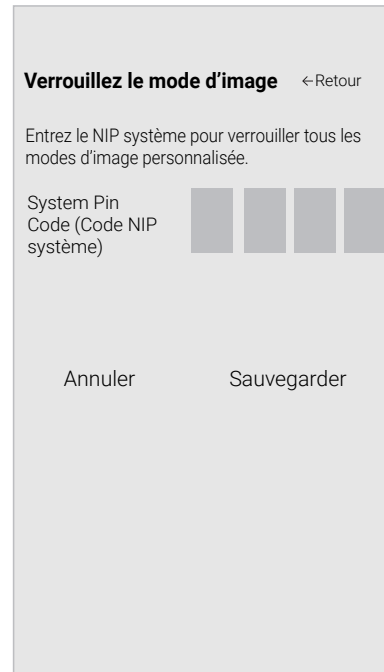 Verrouillez le mode d’image ←Retour
Entrez le NIP système pour verrouiller tous les
modes d’image personnalisée.
System Pin
Code (Code NIP
système)
Annuler Sauvegarder